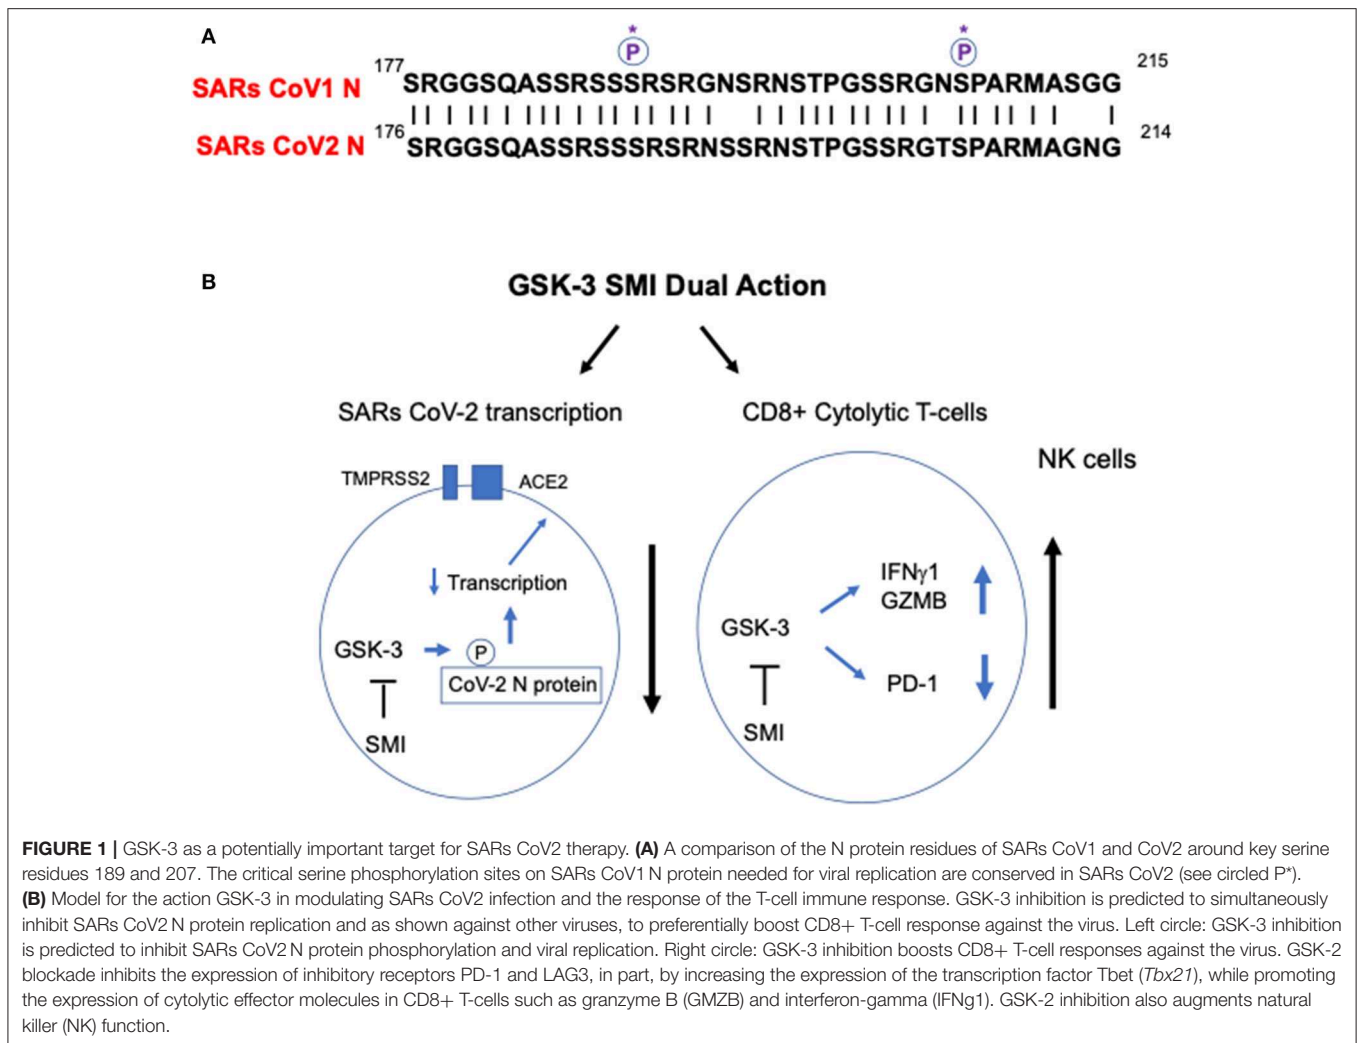 A
* *
P P
177 215
SARs CoV1 N SRGGSQASSRSSSRSRGNSRNSTPGSSRGNSPARMASGG
176 214
SARs CoV2 N SRGGSQASSRSSSRSRNSSRNSTPGSSRGTSPARMAGNG
B
GSK-3 SMI Dual Action
SARs CoV-2 transcription
CD8+ Cytolytic T-cells
NK cells
TMPRSS2
ACE2
Transcription
GSK-3
P
CoV-2 N protein
SMI
IFNγ1
GZMB
GSK-3
PD-1
SMI
FIGURE 1 | GSK-3 as a potentially important target for SARs CoV2 therapy. (A) A comparison of the N protein residues of SARs CoV1 and CoV2 around key serine
residues 189 and 207. The critical serine phosphorylation sites on SARs CoV1 N protein needed for viral replication are conserved in SARs CoV2 (see circled P*).
(B) Model for the action GSK-3 in modulating SARs CoV2 infection and the response of the T-cell immune response. GSK-3 inhibition is predicted to simultaneously
inhibit SARs CoV2 N protein replication and as shown against other viruses, to preferentially boost CD8+ T-cell response against the virus. Left circle: GSK-3 inhibition
is predicted to inhibit SARs CoV2 N protein phosphorylation and viral replication. Right circle: GSK-3 inhibition boosts CD8+ T-cell responses against the virus. GSK-2
blockade inhibits the expression of inhibitory receptors PD-1 and LAG3, in part, by increasing the expression of the transcription factor Tbet (Tbx21), while promoting
the expression of cytolytic effector molecules in CD8+ T-cells such as granzyme B (GMZB) and interferon-gamma (IFNg1). GSK-2 inhibition also augments natural
killer (NK) function.